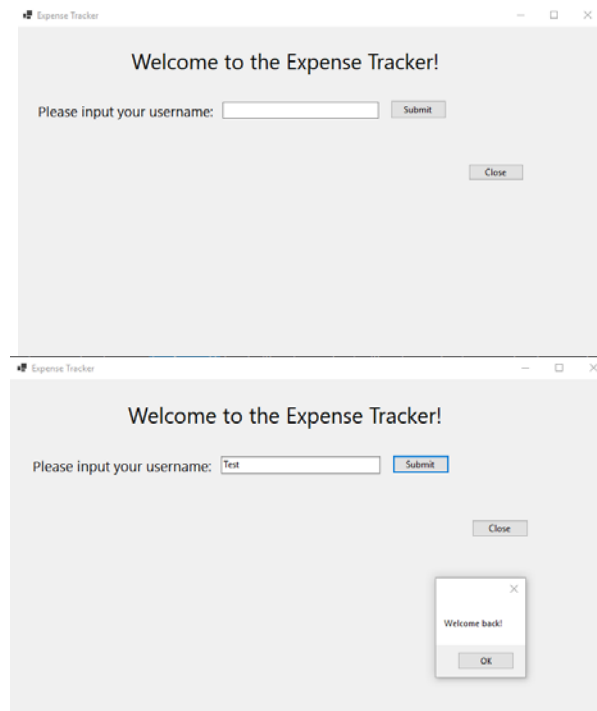 Expense Tracker
Welcome to the Expense Tracker!
Please input your username: Submit
Close
Expense Tracker
Welcome to the Expense Tracker!
Please input your username: Test Submit
Close
Welcome back!
OK